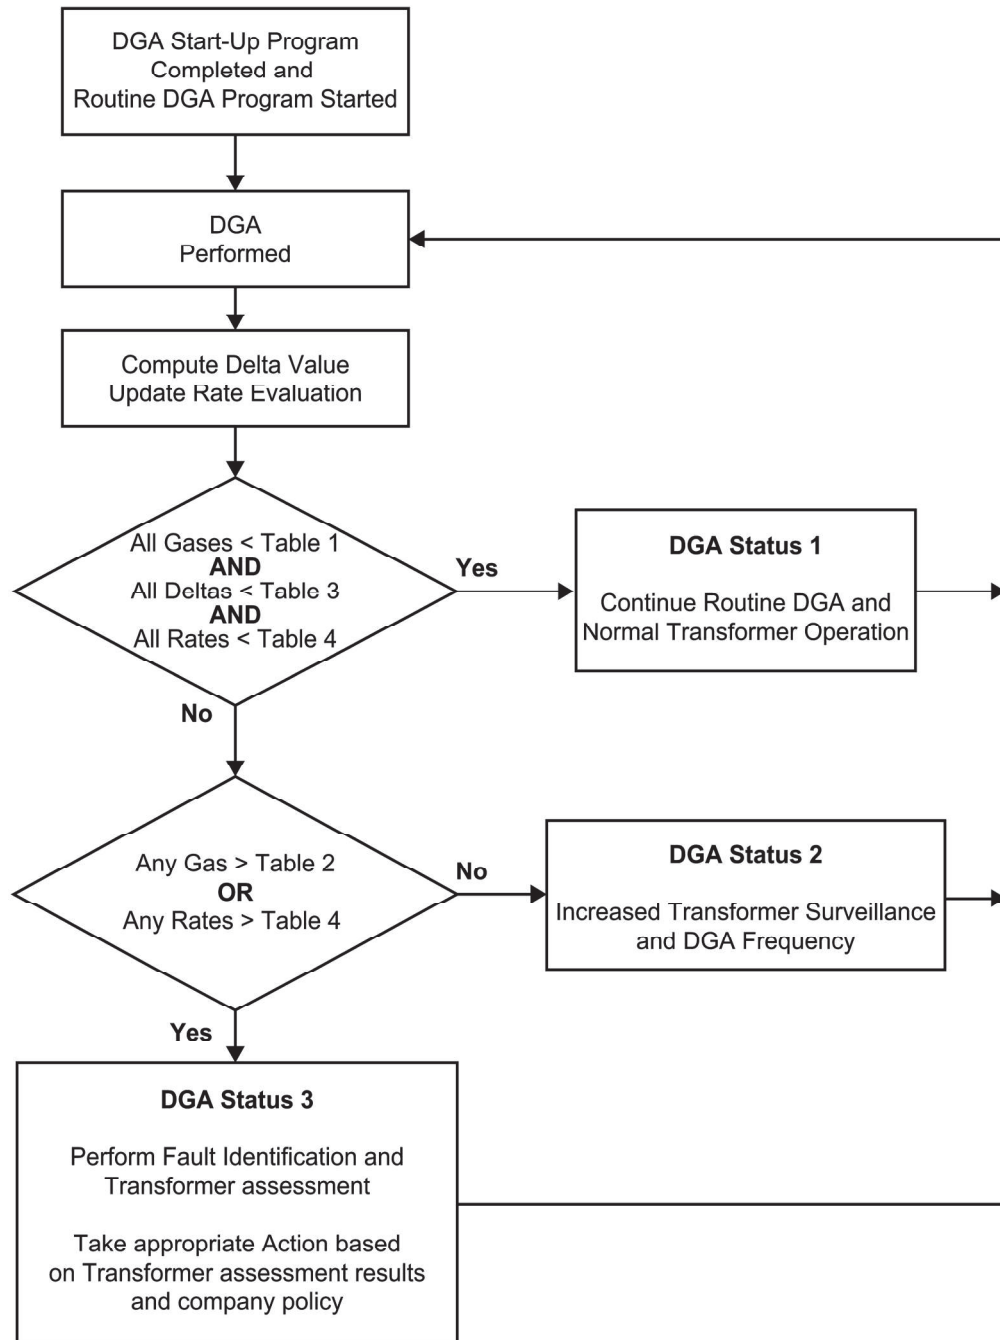 DGA Start-Up Program
Completed and
Routine DGA Program Started
DGA
Performed
Compute Delta Value
Update Rate Evaluation
All Gases < Table 1
AND
All Deltas < Table 3
AND
All Rates < Table 4
Yes
DGA Status 1
Continue Routine DGA and
Normal Transformer Operation
No
Any Gas > Table 2
OR
Any Rates > Table 4
No
DGA Status 2
Increased Transformer Surveillance
and DGA Frequency
Yes
DGA Status 3
Perform Fault Identification and
Transformer assessment
Take appropriate Action based
on Transformer assessment results
and company policy